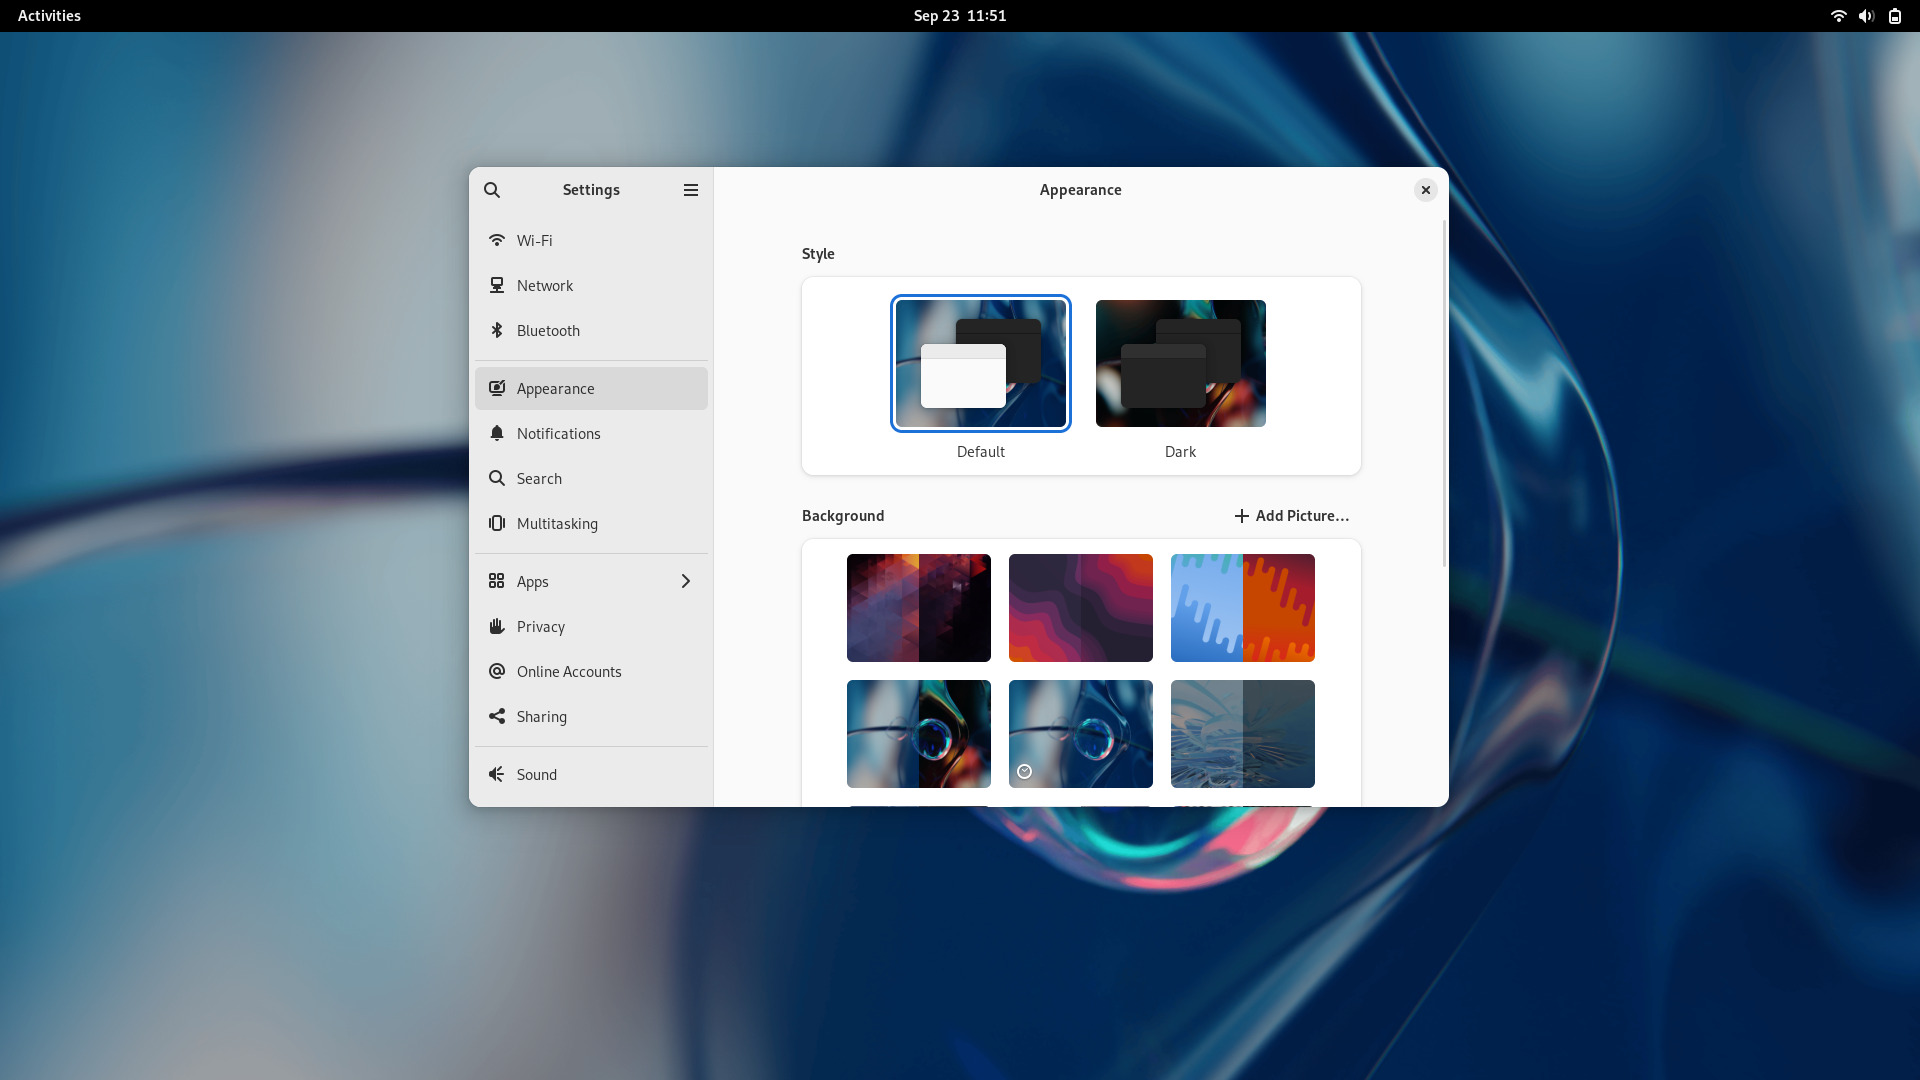 Activities
Sep 23  11:51
Settings
Appearance
Wi-Fi
Network
Bluetooth
Appearance
Notifications
Search
Multitasking
Apps
Privacy
Online Accounts
Sharing
Sound
Style
Default
Dark
Background
Add Picture…